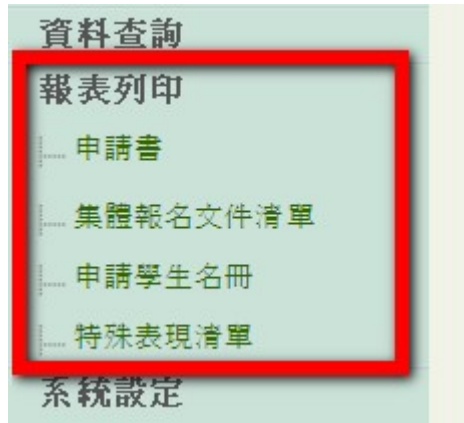 資料查詢
報表列印
申請書
集體報名文件清單
申請學生名冊
特殊表現清單
系統設定